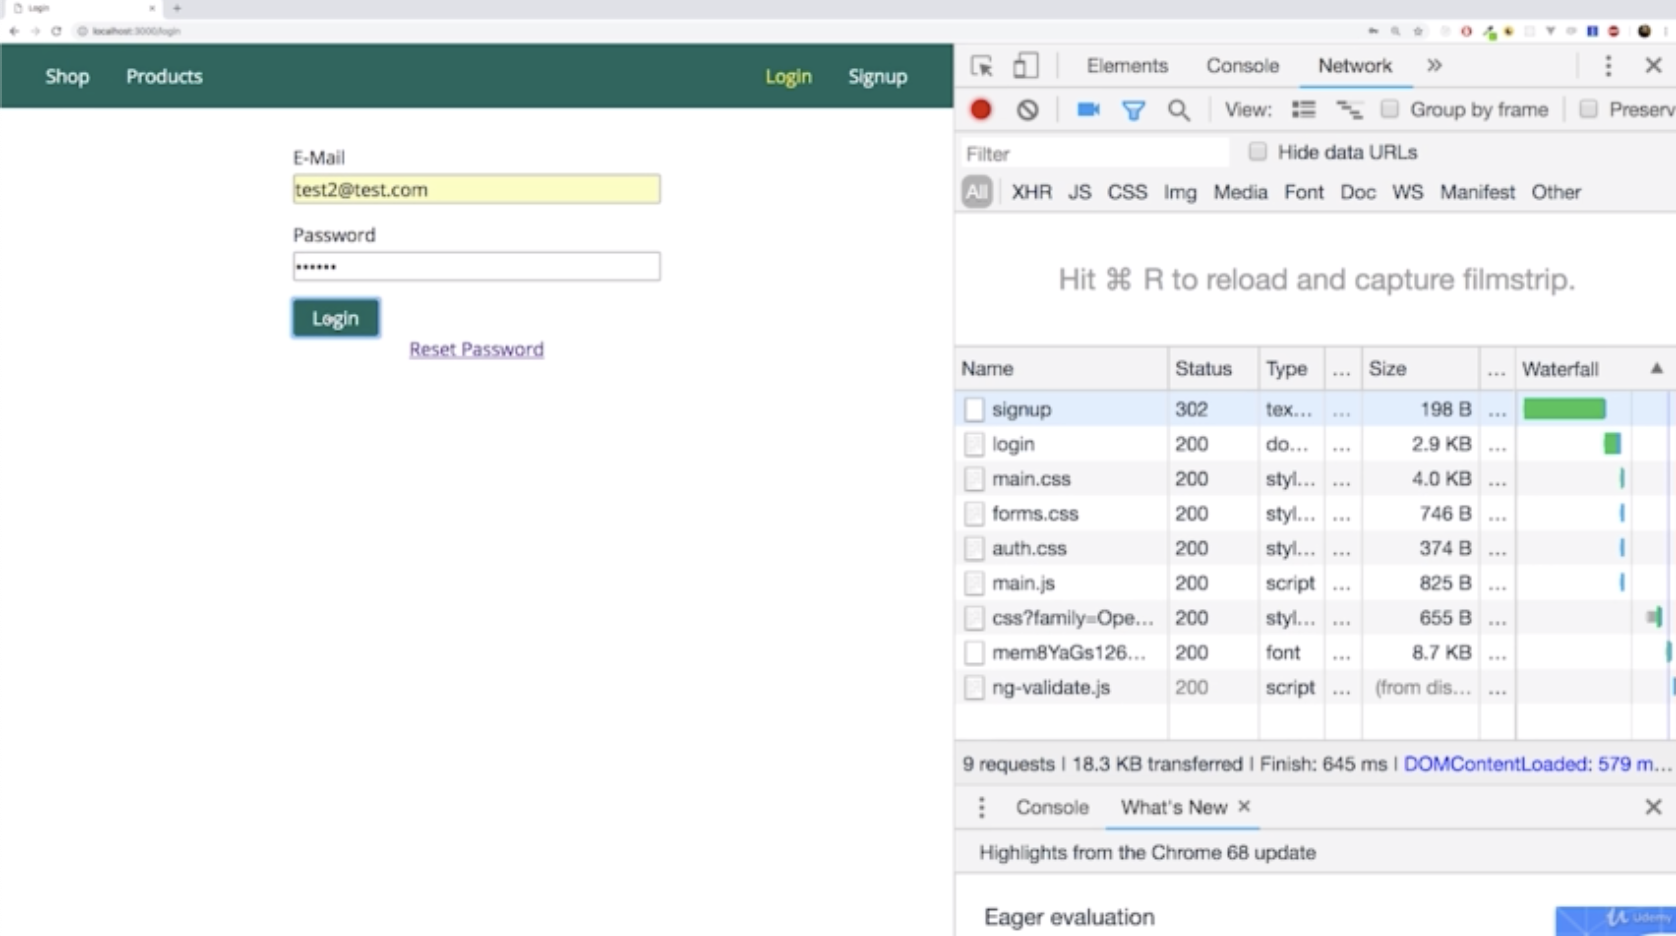 Login
localhost:3000/login
Shop Products Login Signup
E-Mail
test2@test.com
Password
••••••
Login
Reset Password
Elements Console Network »
View: Group by frame Preserv
Filter Hide data URLs
All XHR JS CSS Img Media Font Doc WS Manifest Other
Hit ⌘ R to reload and capture filmstrip.
Name Status Type ... Size ... Waterfall
signup 302 tex... ... 198 B ...
login 200 do... ... 2.9 KB ...
main.css 200 styl... ... 4.0 KB ...
forms.css 200 styl... ... 746 B ...
auth.css 200 styl... ... 374 B ...
main.js 200 script ... 825 B ...
css?family=Ope... 200 styl... ... 655 B ...
mem8YaGs126... 200 font ... 8.7 KB ...
ng-validate.js 200 script ... (from dis... ...
9 requests | 18.3 KB transferred | Finish: 645 ms | DOMContentLoaded: 579 m...
Console What's New
Highlights from the Chrome 68 update
Eager evaluation
Udemy